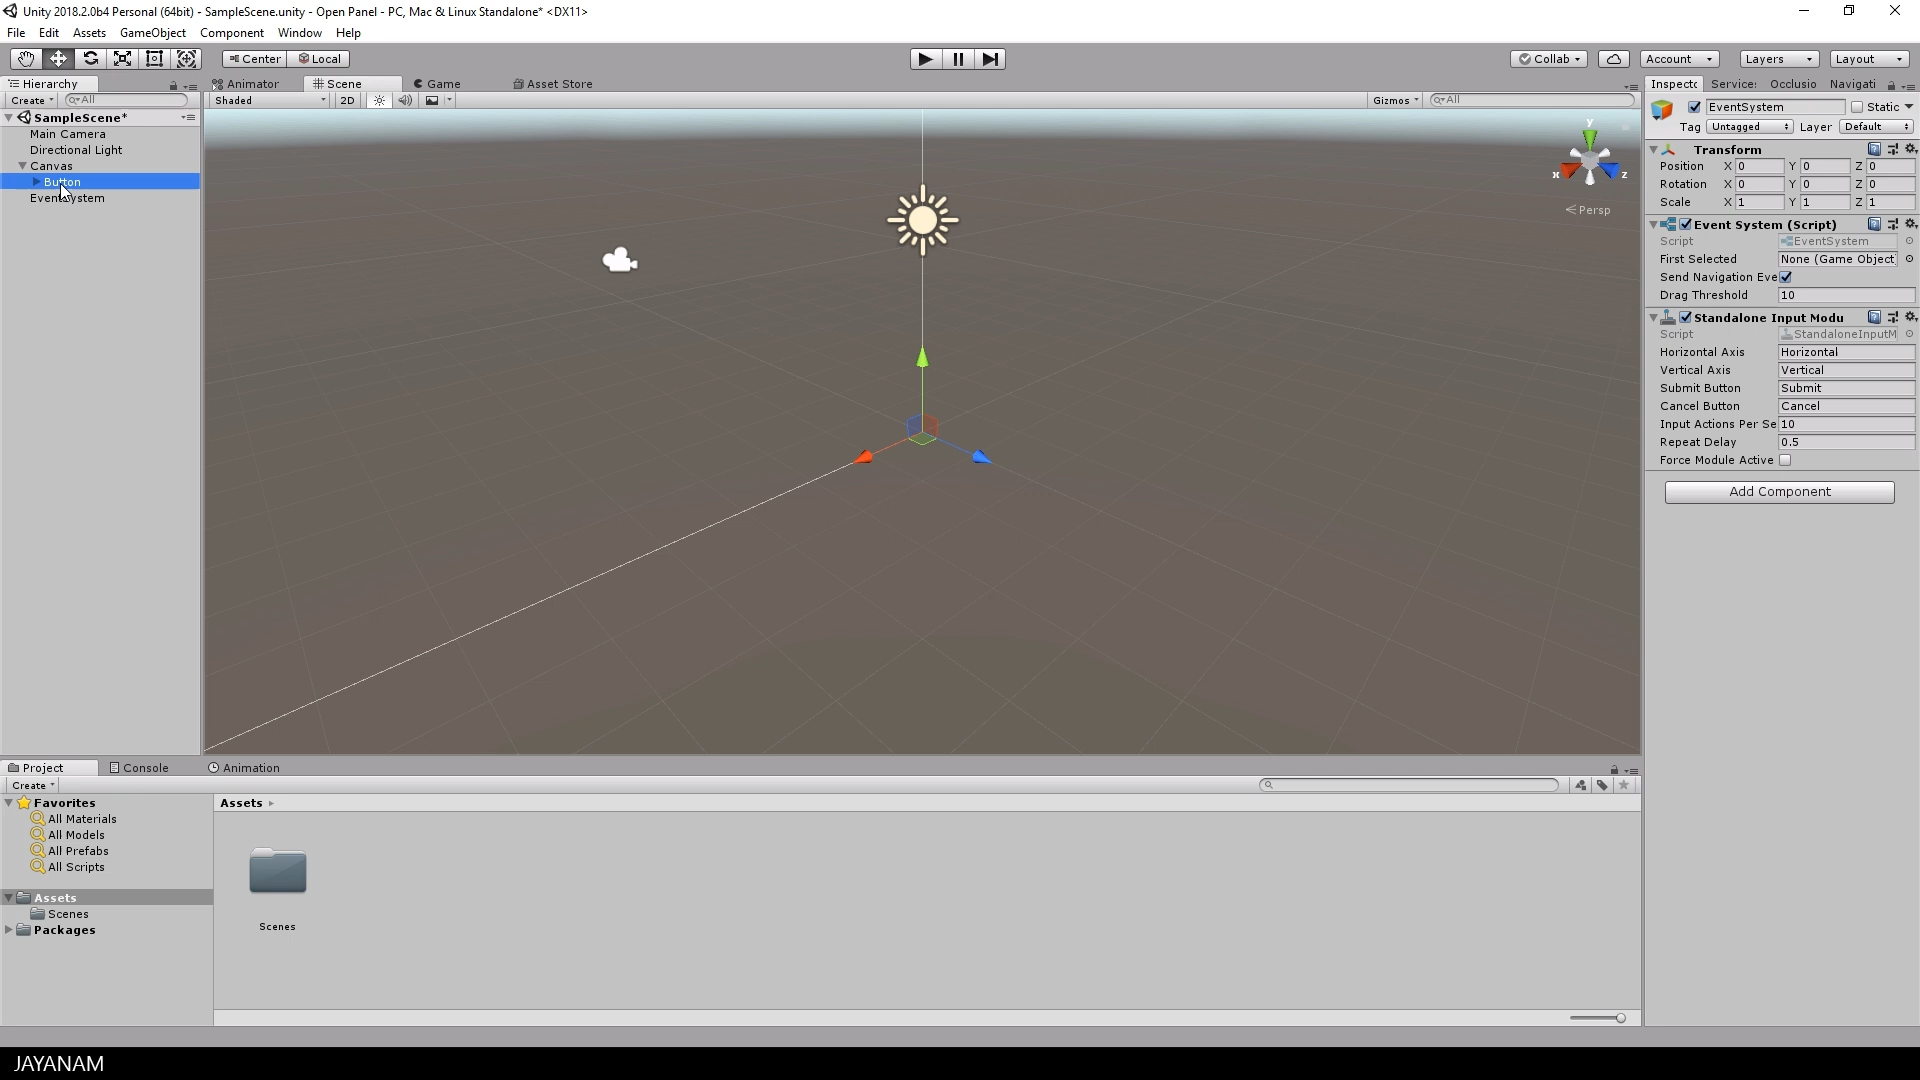 Unity 2018.2.0b4 Personal (64bit) - SampleScene.unity - Open Panel - PC, Mac & Linux Standalone* <DX11>
File Edit Assets GameObject Component Window Help
Center Local Collab Account Layers Layout
Hierarchy Animator Scene Game Asset Store Inspecto Service: Occlusio Navigati
Create All Shaded 2D Gizmos All
SampleScene*
Main Camera
Directional Light
Canvas
Button
EventSystem
y
x z
Persp
EventSystem Static
Tag Untagged Layer Default
Transform
Position X 0 Y 0 Z 0
Rotation X 0 Y 0 Z 0
Scale X 1 Y 1 Z 1
Event System (Script)
Script EventSystem
First Selected None (Game Object
Send Navigation Eve
Drag Threshold 10
Standalone Input Modu
Script StandaloneInputM
Horizontal Axis Horizontal
Vertical Axis Vertical
Submit Button Submit
Cancel Button Cancel
Input Actions Per Se 10
Repeat Delay 0.5
Force Module Active
Add Component
Project Console Animation
Create
Favorites
All Materials
All Models
All Prefabs
All Scripts
Assets
Scenes
Packages
Assets
Scenes
JAYANAM